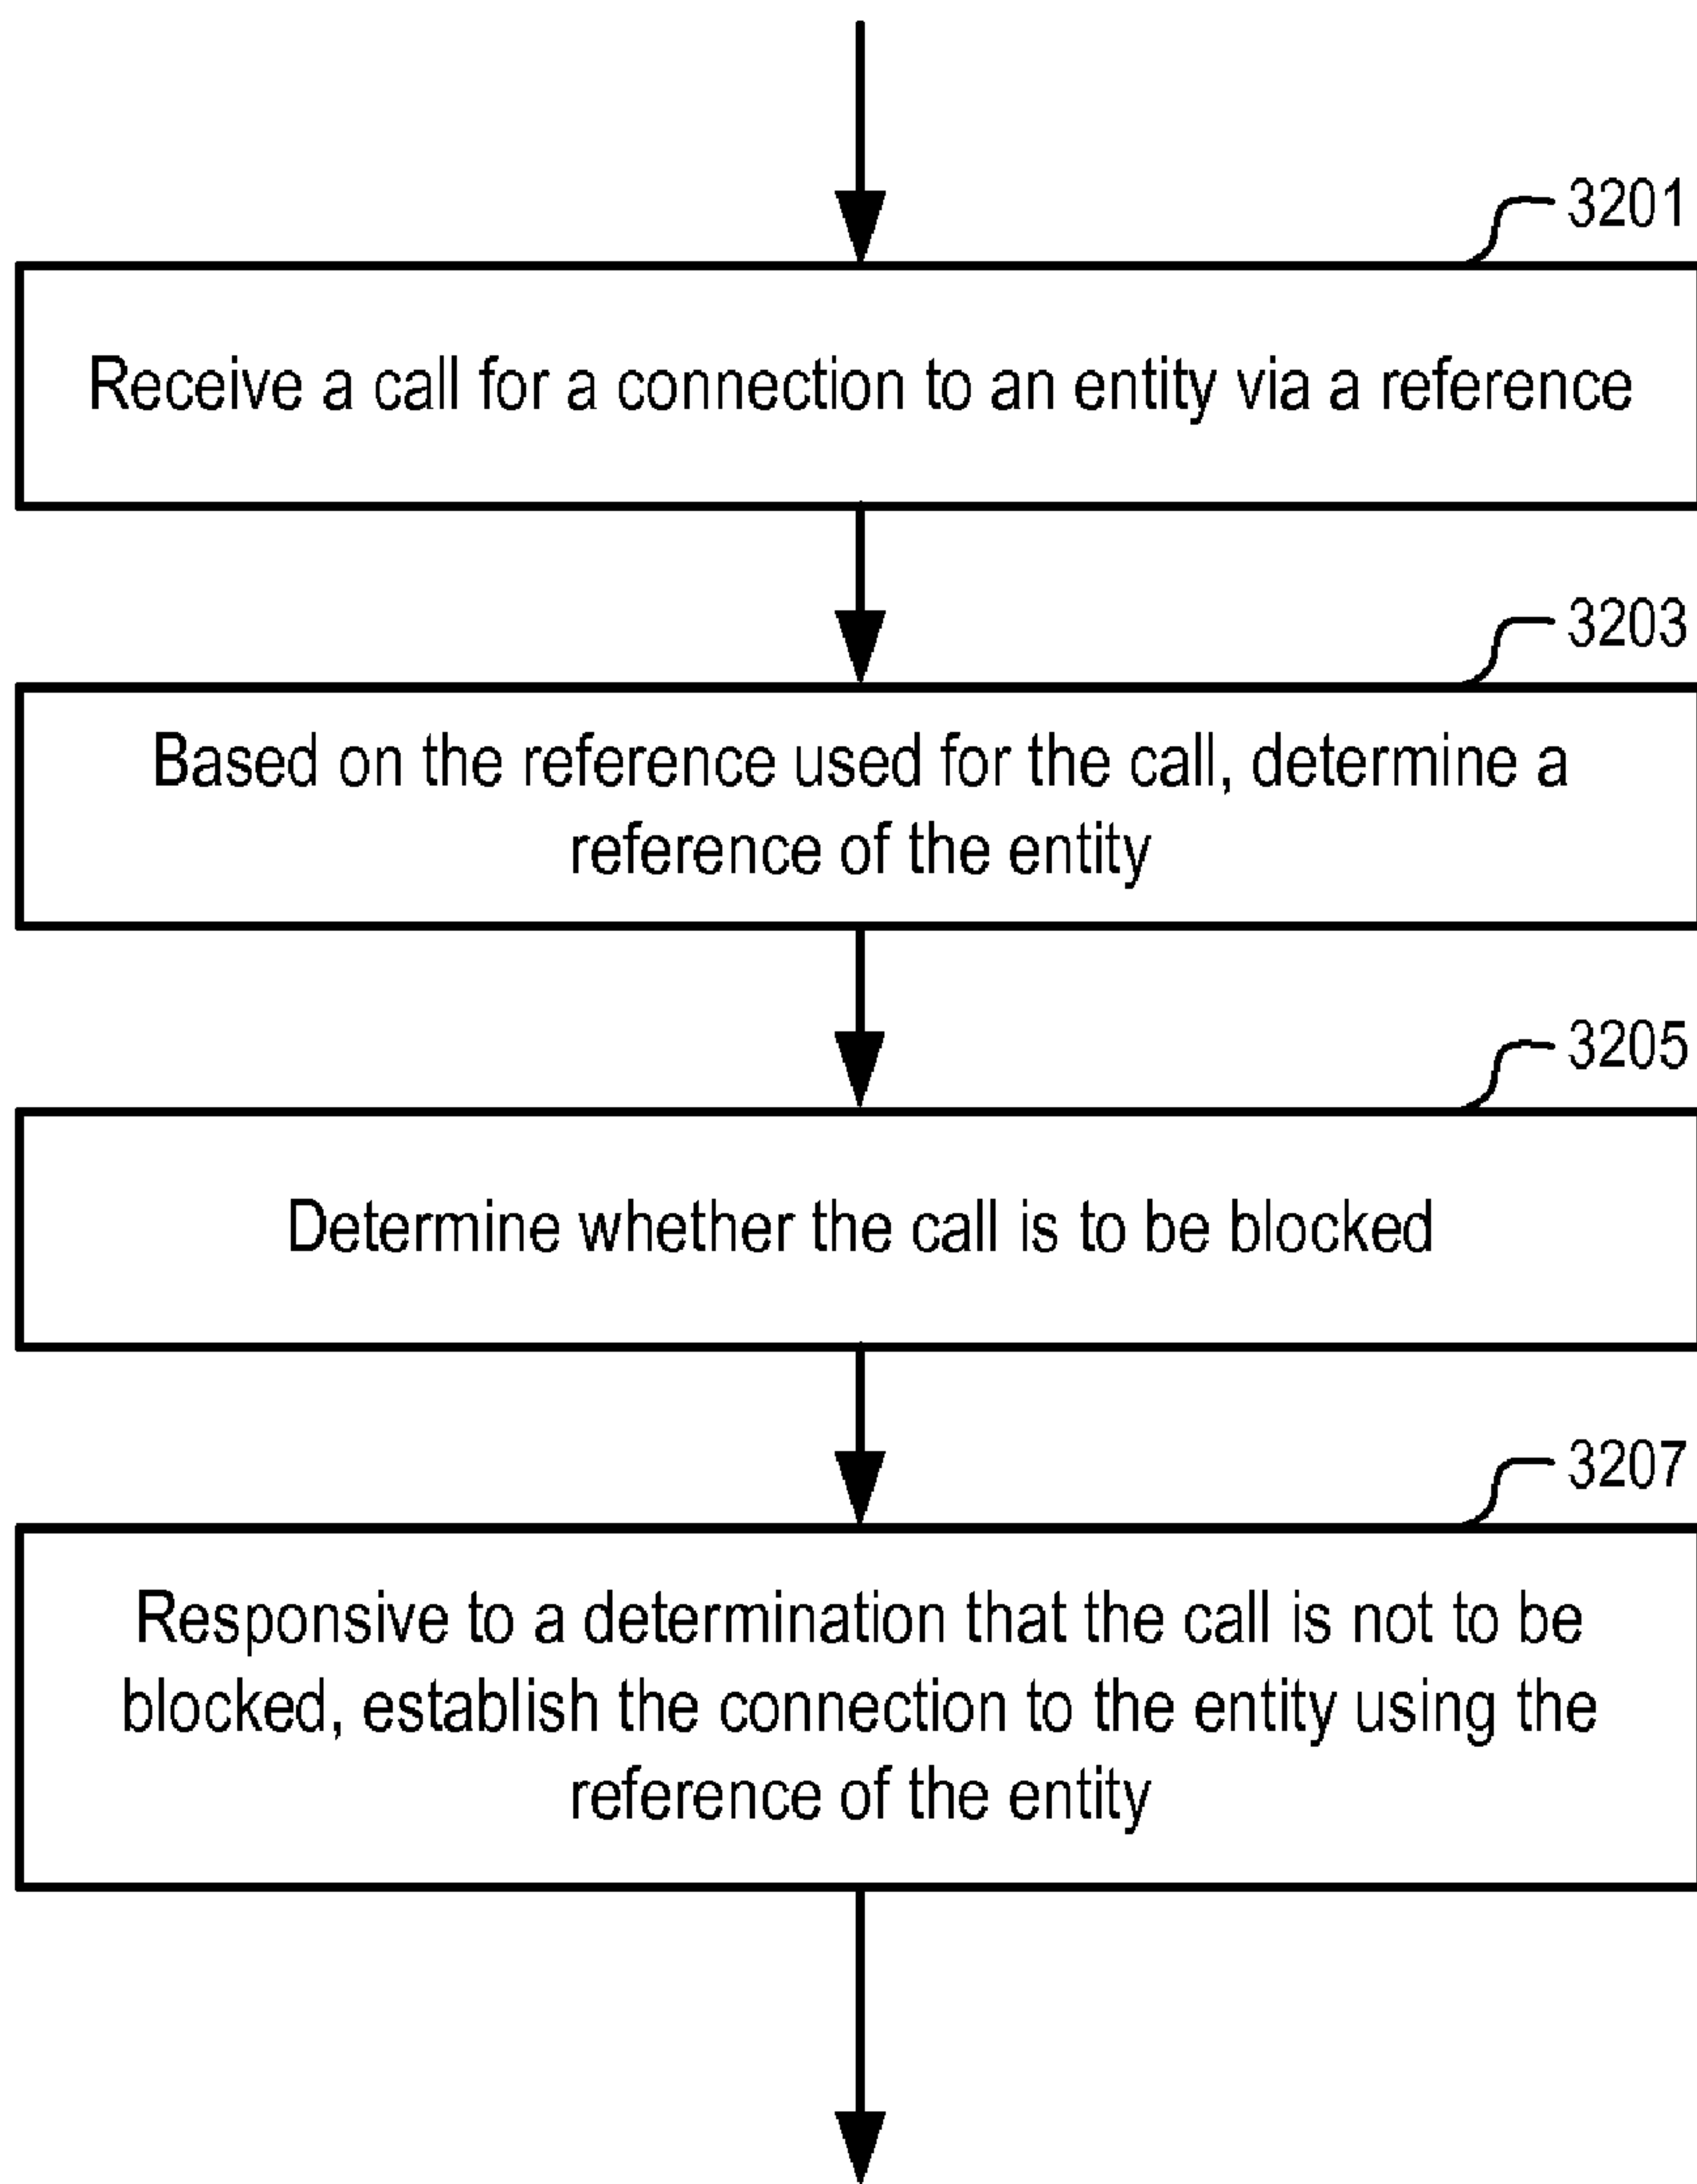 3201
Receive a call for a connection to an entity via a reference
3203
Based on the reference used for the call, determine a
reference of the entity
3205
Determine whether the call is to be blocked
3207
Responsive to a determination that the call is not to be
blocked, establish the connection to the entity using the
reference of the entity